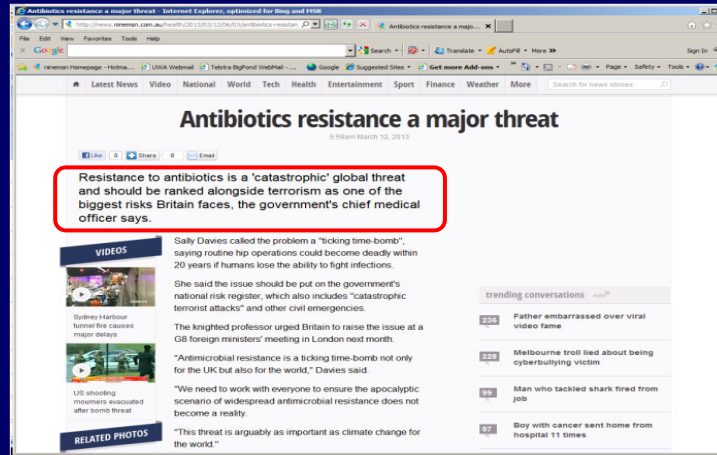 Antibiotics resistance a major threat - Internet Explorer, optimized for Bing and MSN
http://news.ninemsn.com.au/health/2013/03/12/06/03/antibiotics-resistan
Antibiotics resistance a majo...
File Edit View Favorites Tools Help
Google Search Translate AutoFill More Sign In
ninemsn Homepage - Hotma... UWA Webmail Telstra BigPond WebMail - ... Google Suggested Sites Get more Add-ons Page Safety Tools
Latest News Video National World Tech Health Entertainment Sport Finance Weather More Search for news stories
Antibiotics resistance a major threat
5:59am March 12, 2013
Like 0 Share 8 Email
Resistance to antibiotics is a 'catastrophic' global threat
and should be ranked alongside terrorism as one of the
biggest risks Britain faces, the government's chief medical
officer says.
VIDEOS
Sydney Harbour
tunnel fire causes
major delays
US shooting
mourners evacuated
after bomb threat
RELATED PHOTOS
Sally Davies called the problem a "ticking time-bomb",
saying routine hip operations could become deadly within
20 years if humans lose the ability to fight infections.
She said the issue should be put on the government's
national risk register, which also includes "catastrophic
terrorist attacks" and other civil emergencies.
The knighted professor urged Britain to raise the issue at a
G8 foreign ministers' meeting in London next month.
"Antimicrobial resistance is a ticking time-bomb not only
for the UK but also for the world," Davies said.
"We need to work with everyone to ensure the apocalyptic
scenario of widespread antimicrobial resistance does not
become a reality.
"This threat is arguably as important as climate change for
the world."
trending conversations
236 Father embarrassed over viral
video fame
228 Melbourne troll lied about being
cyberbullying victim
99 Man who tackled shark fired from
job
97 Boy with cancer sent home from
hospital 11 times